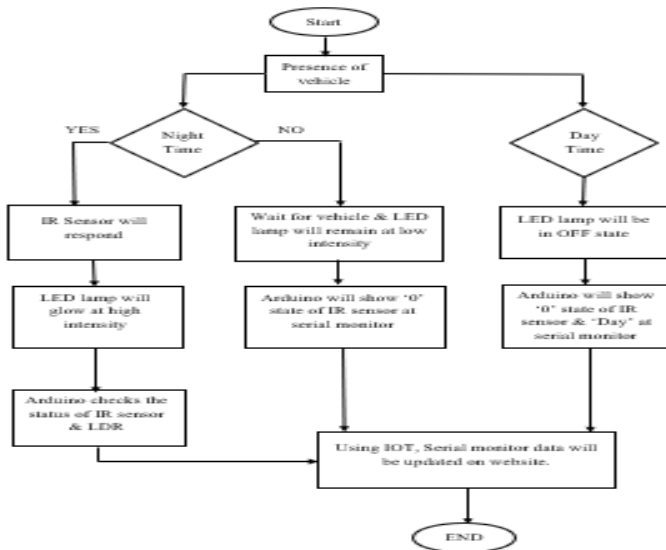 Start
Presence of
vehicle
YES
Night
Time
NO
Day
Time
IR Sensor will
respond
Wait for vehicle & LED
lamp will remain at low
intensity
LED lamp will be
in OFF state
LED lamp will
glow at high
intensity
Arduino will show '0'
state of IR sensor at
serial monitor
Arduino will show
'0' state of IR
sensor & 'Day' at
serial monitor
Arduino checks the
status of IR sensor
& LDR
Using IOT, Serial monitor data will
be updated on website.
END